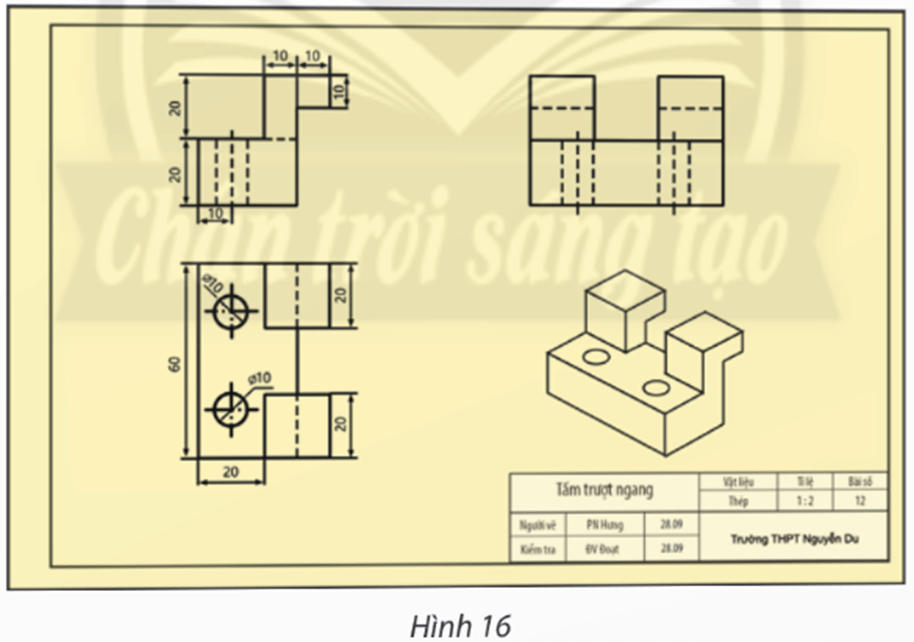 10 10
10
20
20
10
Chân trời sáng tạo
ø10
20
60
ø10
20
20
Tấm trượt ngang
Vật liệu Tỉ lệ Bài số
Thép 1 : 2 12
Người vẽ PN Hưng 28.09
Kiểm tra ĐV Đoạt 28.09
Trường THPT Nguyễn Du
Hình 16